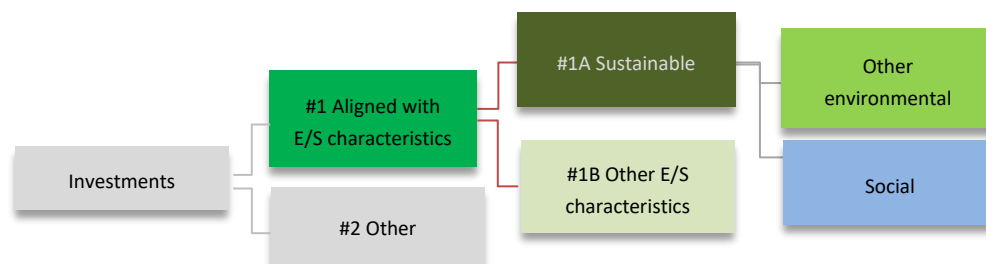 Investments
#1 Aligned with
E/S characteristics
#2 Other
#1A Sustainable
#1B Other E/S
characteristics
Other
environmental
Social